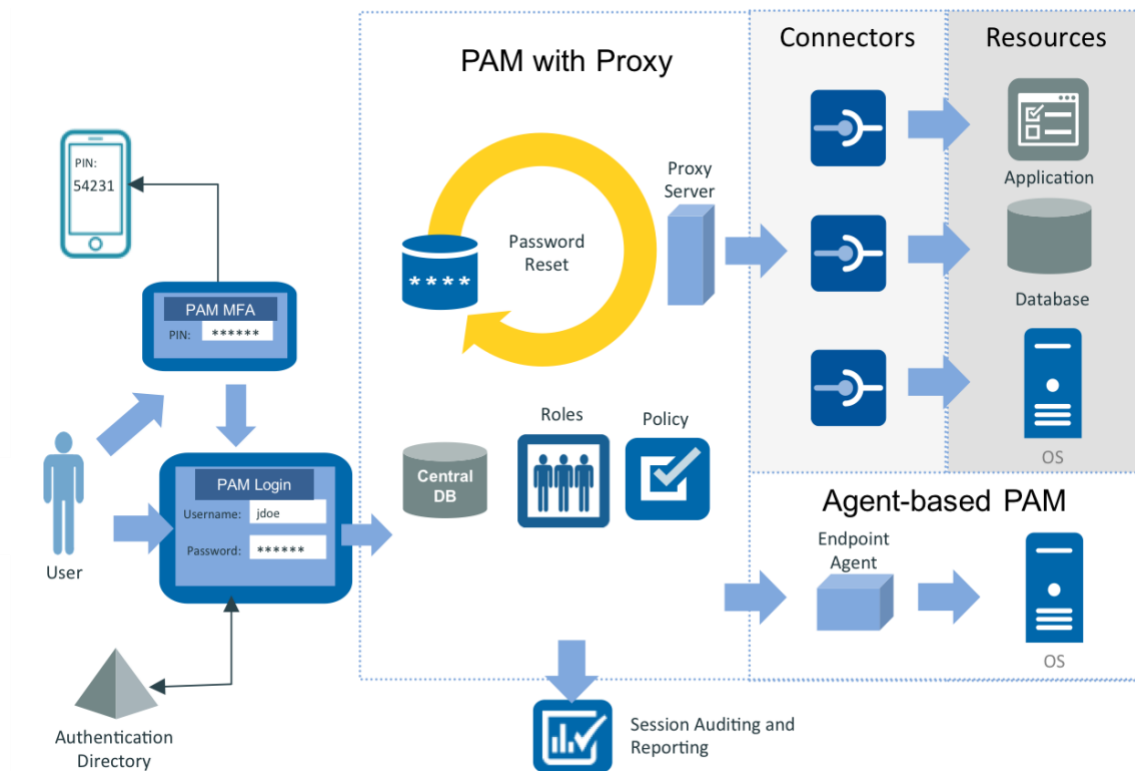 PAM with Proxy
Connectors
Resources
PIN:
54231
Proxy
Server
Application
Password
Reset
* * * *
PAM MFA
PIN: ******
Database
Roles
Policy
OS
Central
DB
PAM Login
Username: jdoe
Password: ******
User
Agent-based PAM
Endpoint
Agent
OS
Authentication
Directory
Session Auditing and
Reporting